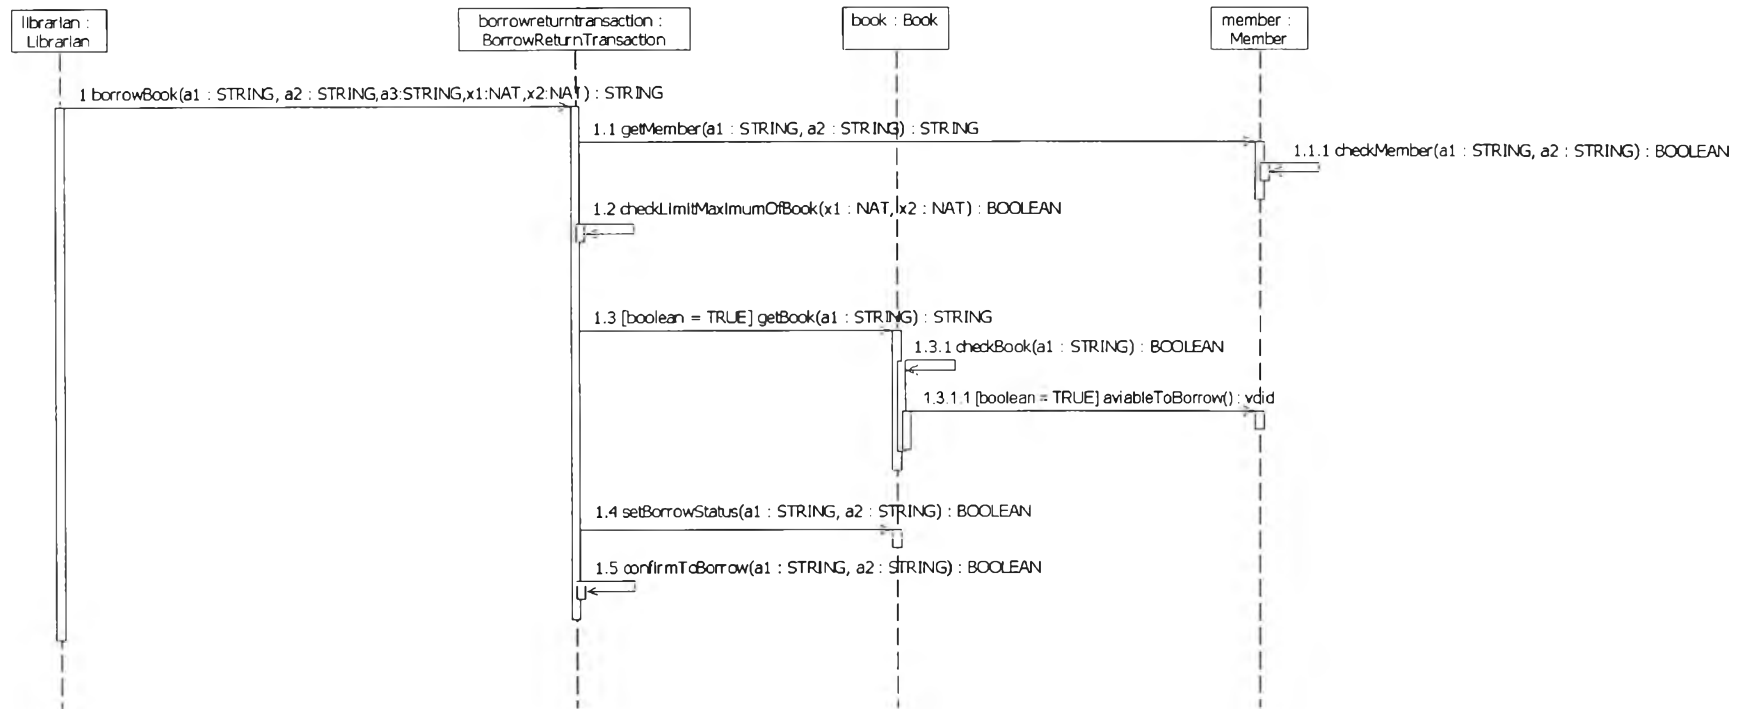 librarian :
Librarian
borrowreturntransaction :
BorrowReturnTransaction
book : Book
member :
Member
1 borrowBook(a1 : STRING, a2 : STRING,a3:STRING,x1:NAT,x2:NAT) : STRING
1.1 getMember(a1 : STRING, a2 : STRING) : STRING
1.1.1 checkMember(a1 : STRING, a2 : STRING) : BOOLEAN
1.2 checkLimitMaximumOfBook(x1 : NAT, x2 : NAT) : BOOLEAN
1.3 [boolean = TRUE] getBook(a1 : STRING) : STRING
1.3.1 checkBook(a1 : STRING) : BOOLEAN
1.3.1.1 [boolean = TRUE] aviableToBorrow() : void
1.4 setBorrowStatus(a1 : STRING, a2 : STRING) : BOOLEAN
1.5 confirmToBorrow(a1 : STRING, a2 : STRING) : BOOLEAN